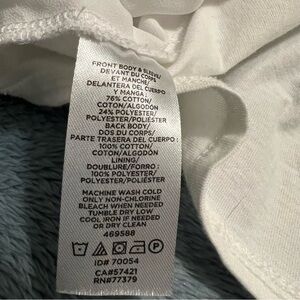 FRONT BODY & SLEEVE/
DEVANT DU CORPS
ET MANCHE/
DELANTERA DEL CUERPO
Y MANGA:
76% COTTON/
COTON/ALGODÓN
24% POLYESTER/
POLYESTER/POLIÉSTER
BACK BODY/
DOS DU CORPS/
PARTE TRASERA DEL CUERPO:
100% COTTON/
COTON/ALGODÓN
LINING/
DOUBLURE/FORRO:
100% POLYESTER/
POLYESTER/POLIÉSTER
MACHINE WASH COLD
ONLY NON-CHLORINE
BLEACH WHEN NEEDED
TUMBLE DRY LOW
COOL IRON IF NEEDED
OR DRY CLEAN
469588
P
ID# 70054
CA#57421
RN#77379